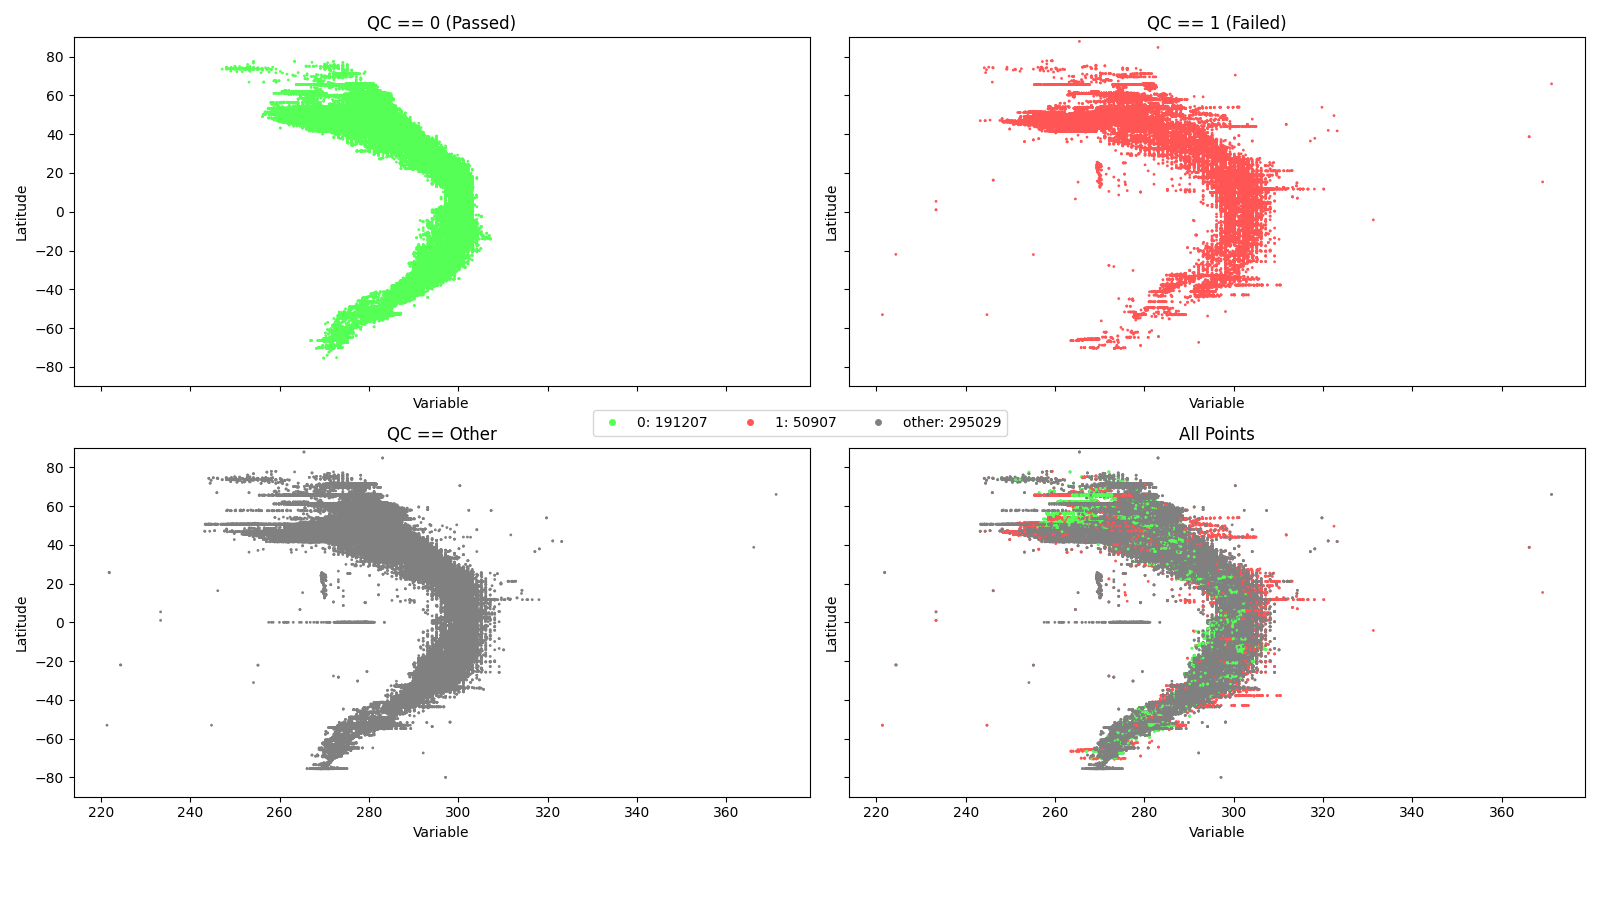 QC == 0 (Passed)
QC == 1 (Failed)
80
60
40
20
0
−20
−40
−60
−80
Latitude
Latitude
Variable
Variable
0: 191207 1: 50907 other: 295029
QC == Other
All Points
80
60
40
20
0
−20
−40
−60
−80
Latitude
Latitude
220 240 260 280 300 320 340 360
220 240 260 280 300 320 340 360
Variable
Variable